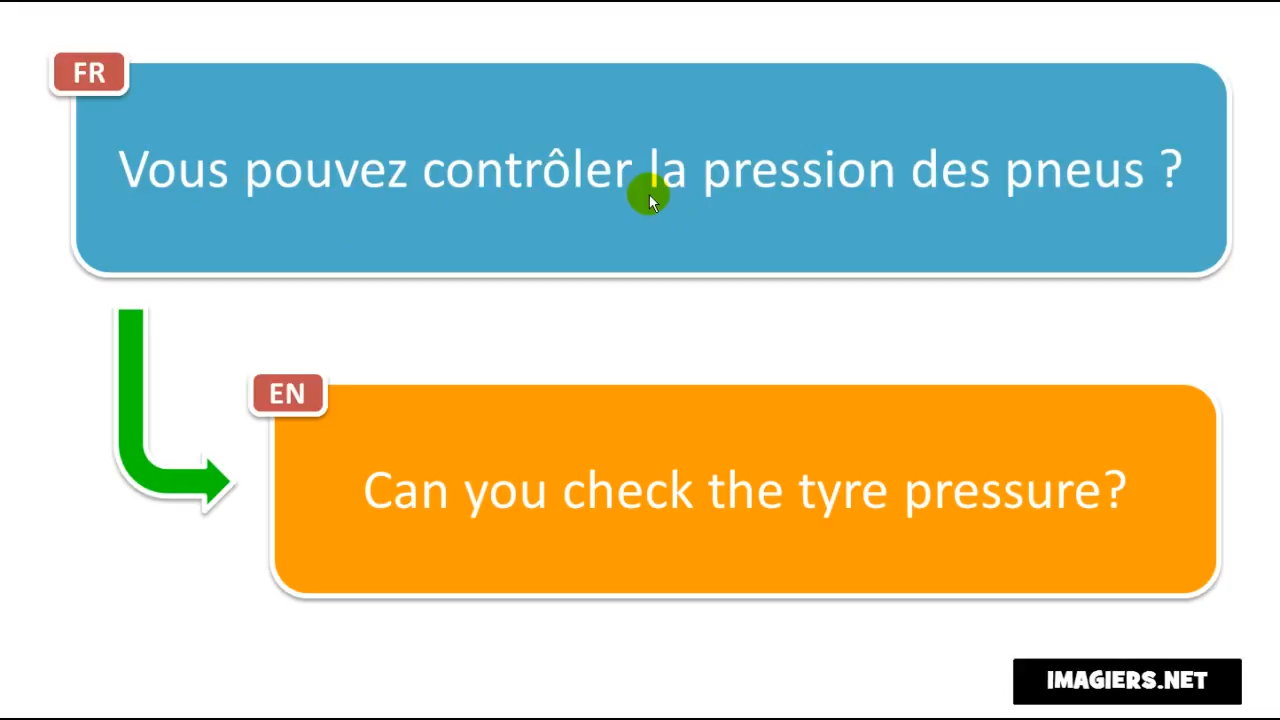 FR
Vous pouvez contrôler la pression des pneus ?
EN
Can you check the tyre pressure?
IMAGIERS.NET